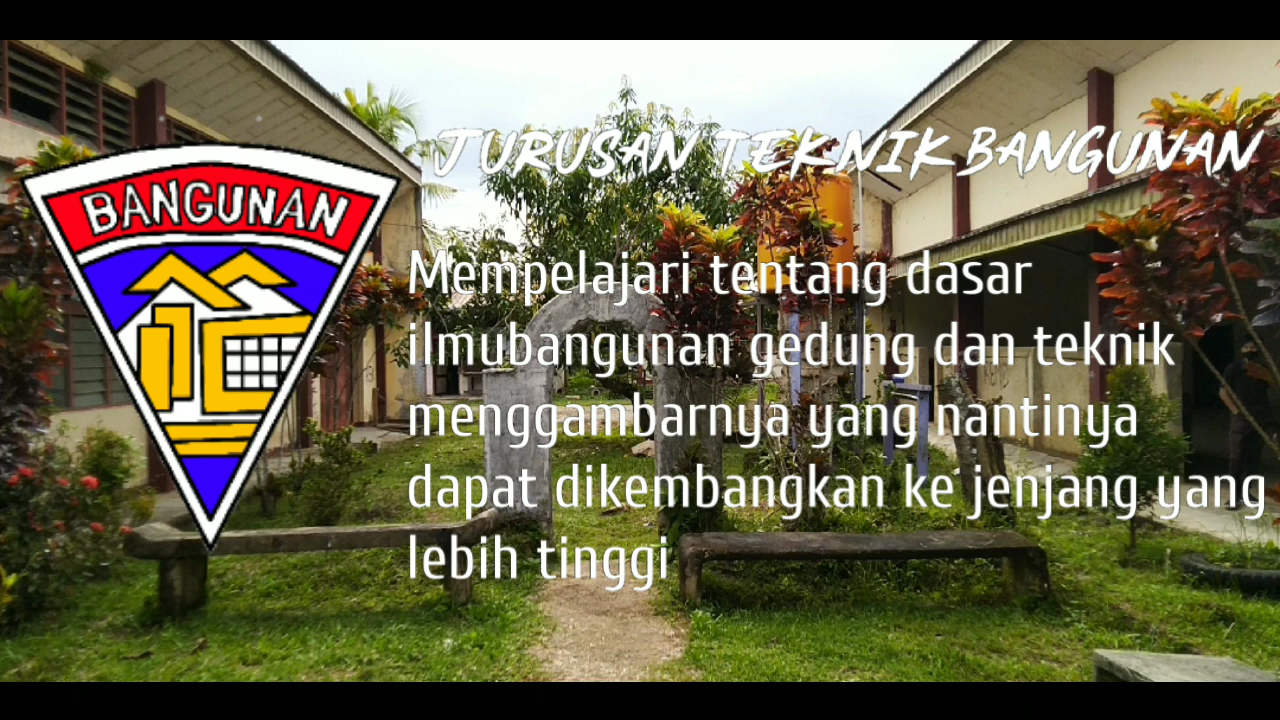 JURUSAN TEKNIK BANGUNAN
BANGUNAN
Mempelajari tentang dasar
ilmubangunan gedung dan teknik
menggambarnya yang nantinya
dapat dikembangkan ke jenjang yang
lebih tinggi